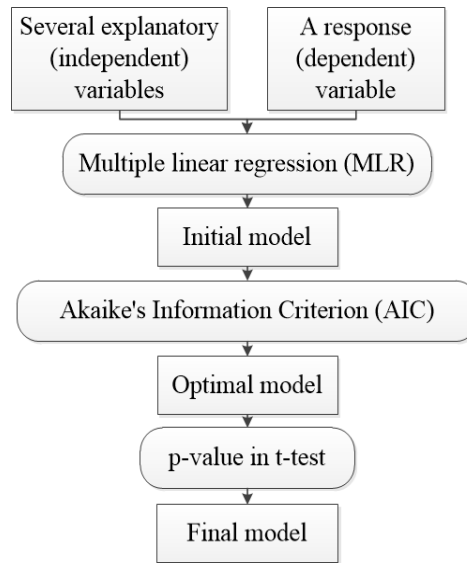 Several explanatory
(independent)
variables
A response
(dependent)
variable
Multiple linear regression (MLR)
Initial model
Akaike's Information Criterion (AIC)
Optimal model
p-value in t-test
Final model